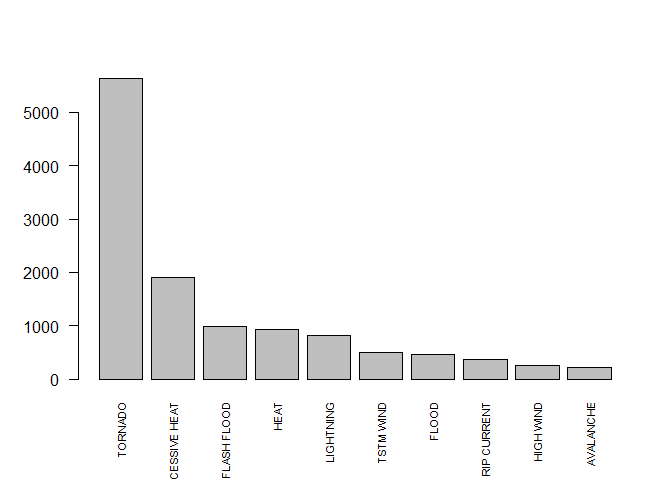 5000
4000
3000
2000
1000
0
TORNADO
CESSIVE HEAT
FLASH FLOOD
HEAT
LIGHTNING
TSTM WIND
FLOOD
RIP CURRENT
HIGH WIND
AVALANCHE